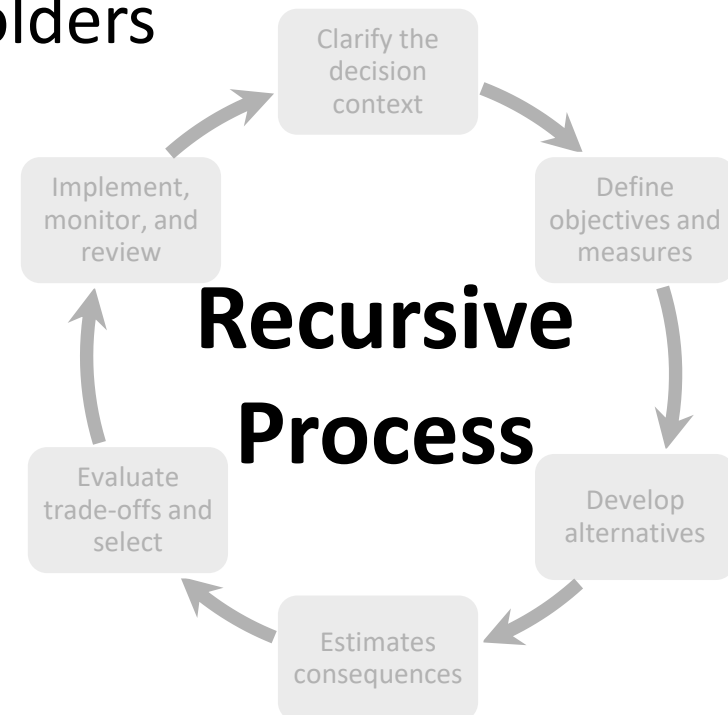 olders
Clarify the
decision
context
Define
objectives and
measures
Develop
alternatives
Estimates
consequences
Evaluate
trade-offs and
select
Implement,
monitor, and
review
Recursive
Process